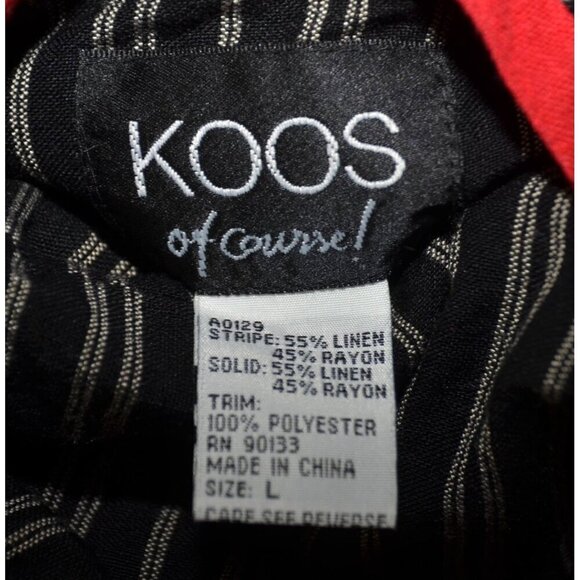 KOOS
of course!
A0129
STRIPE: 55% LINEN
45% RAYON
SOLID: 55% LINEN
45% RAYON
TRIM:
100% POLYESTER
RN 90133
MADE IN CHINA
SIZE: L
CARE SEE REVERSE